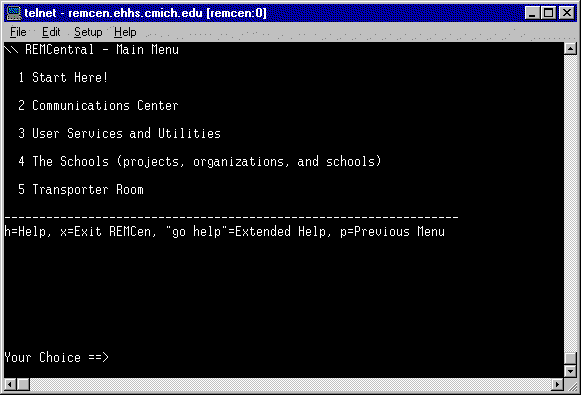 telnet - remcen.ehhs.cmich.edu [remcen:0]
File Edit Setup Help
\\ REMCentral - Main Menu
1 Start Here!
2 Communications Center
3 User Services and Utilities
4 The Schools (projects, organizations, and schools)
5 Transporter Room
-----------------------------------------------------------------
h=Help, x=Exit REMCen, "go help"=Extended Help, p=Previous Menu
Your Choice ==>